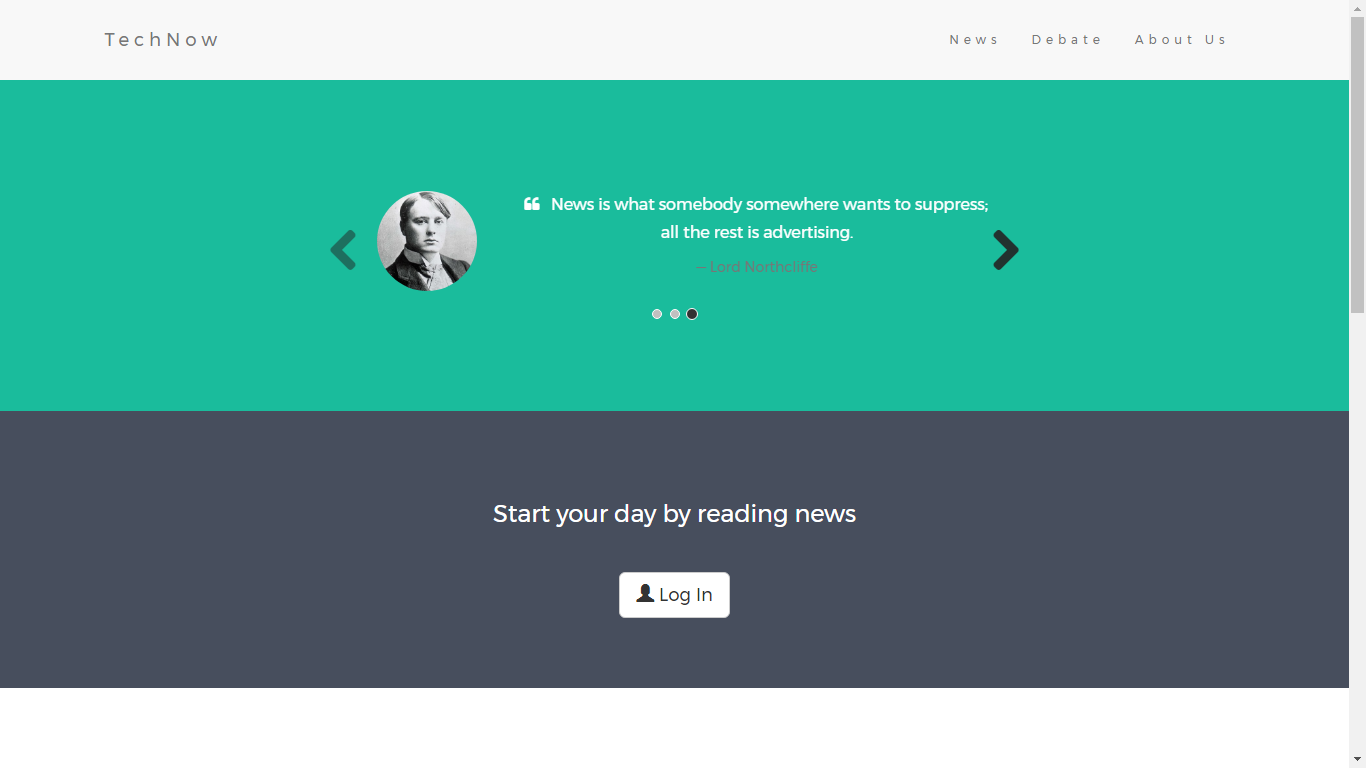 TechNow
News Debate About Us
❝ News is what somebody somewhere wants to suppress;
all the rest is advertising.
— Lord Northcliffe
Start your day by reading news
Log In